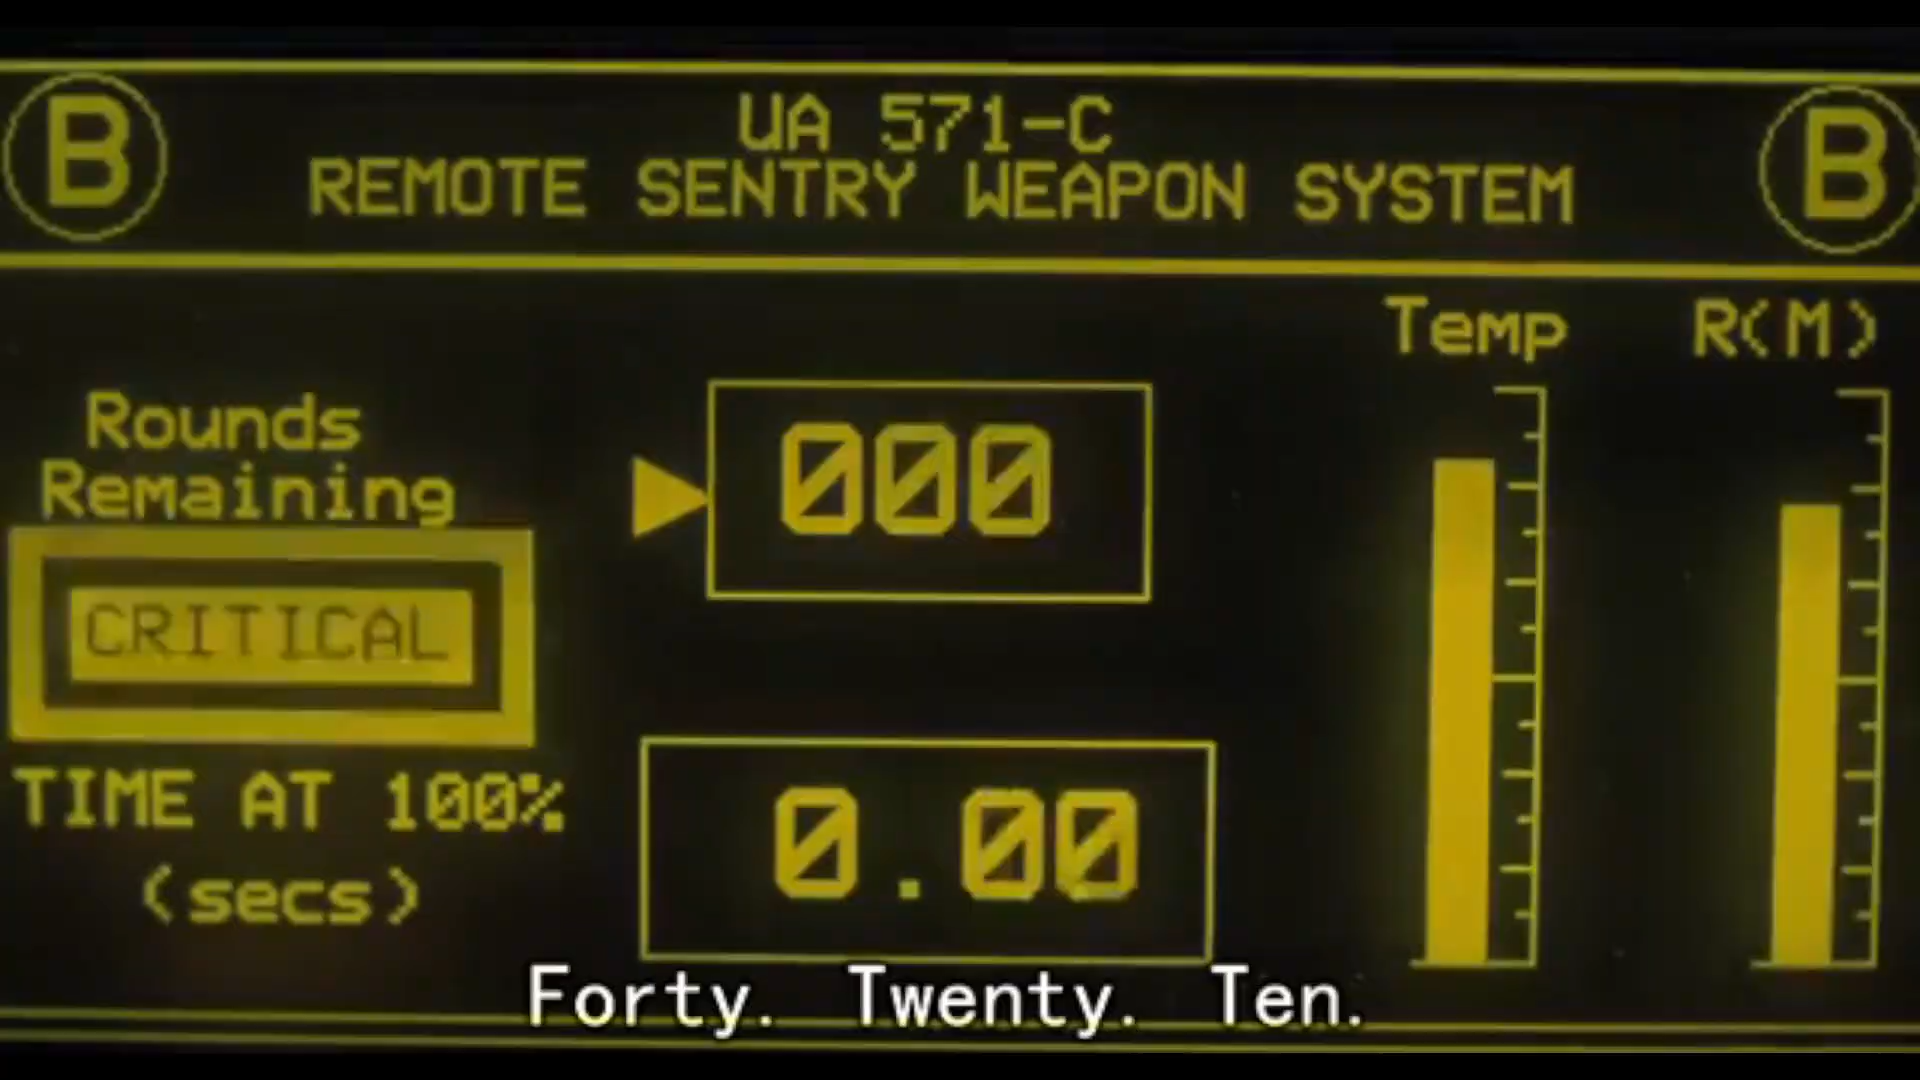 B
UA 571-C
REMOTE SENTRY WEAPON SYSTEM
B
Rounds
Remaining
CRITICAL
000
Temp
R(M)
TIME AT 100%
(secs)
0.00
Forty. Twenty. Ten.